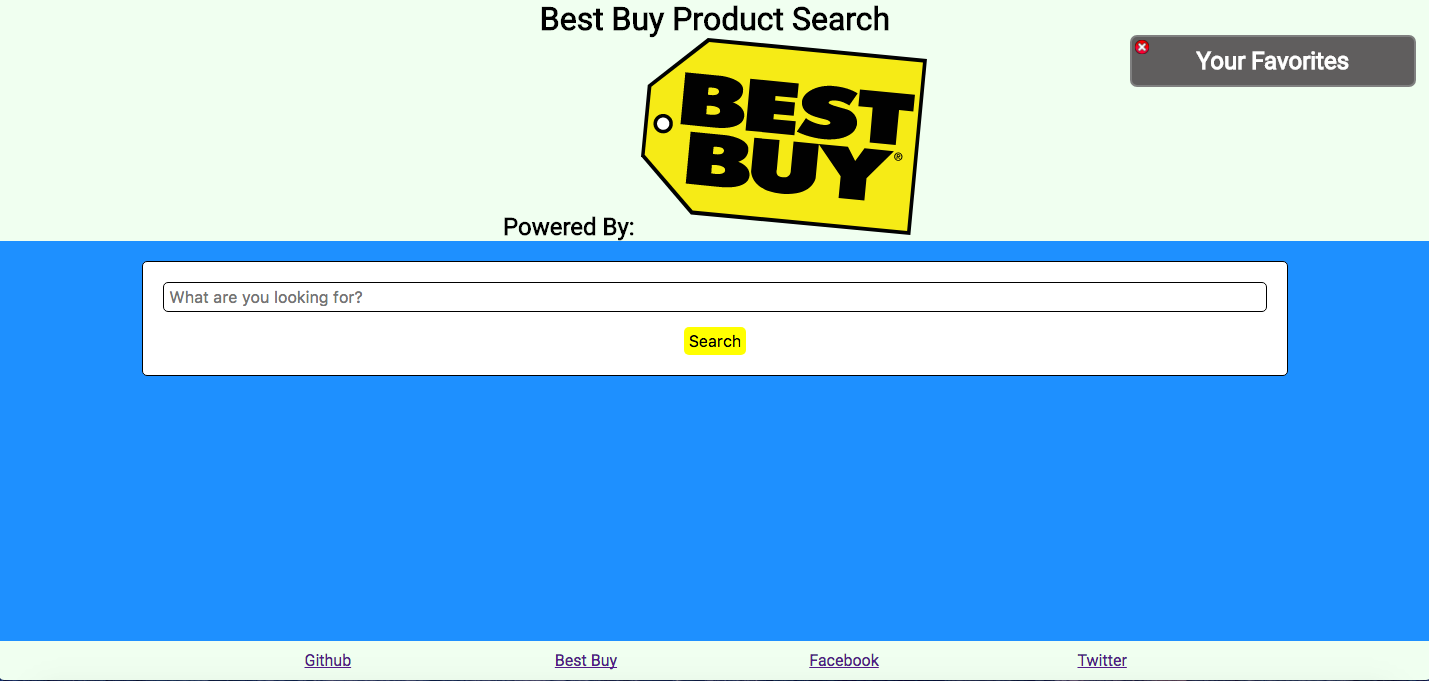 Best Buy Product Search
Your Favorites
BEST
BUY®
Powered By:
What are you looking for?
Search
Github
Best Buy
Facebook
Twitter